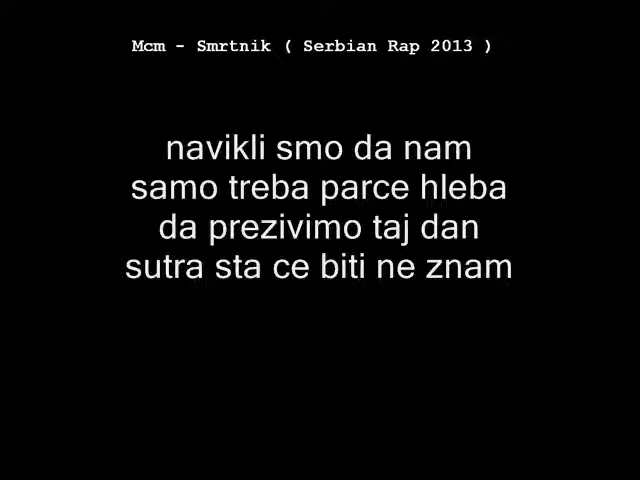 Mcm - Smrtnik ( Serbian Rap 2013 )
navikli smo da nam
samo treba parce hleba
da prezivimo taj dan
sutra sta ce biti ne znam